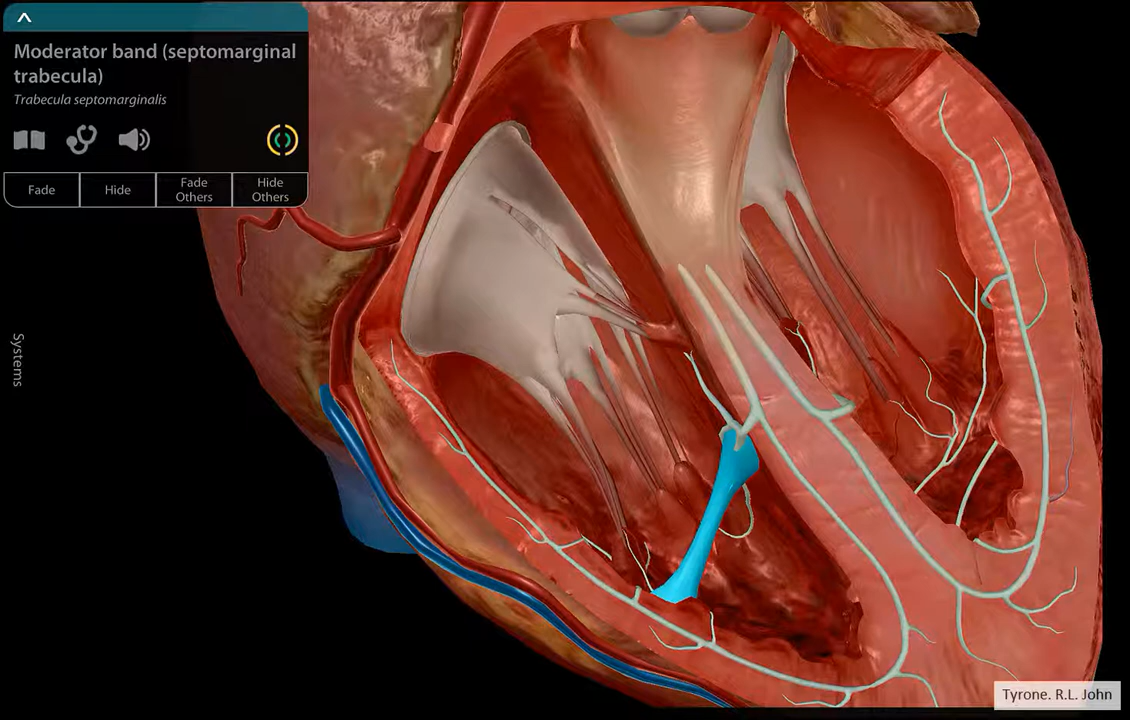 Moderator band (septomarginal
trabecula)
Trabecula septomarginalis
Fade
Hide
Fade
Others
Hide
Others
Systems
Tyrone. R.L. John